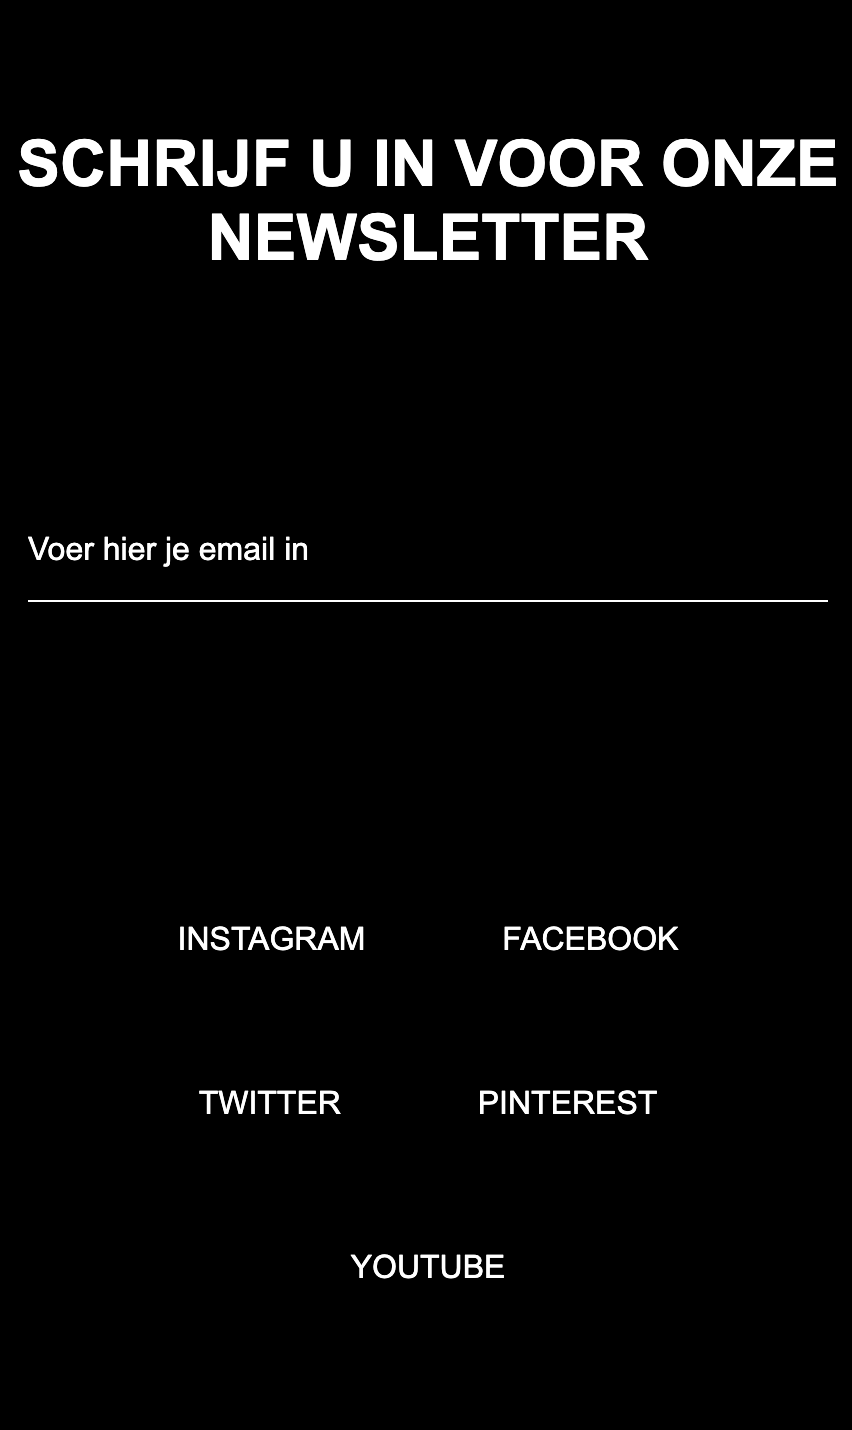 SCHRIJF U IN VOOR ONZE
NEWSLETTER
Voer hier je email in
INSTAGRAM FACEBOOK
TWITTER PINTEREST
YOUTUBE